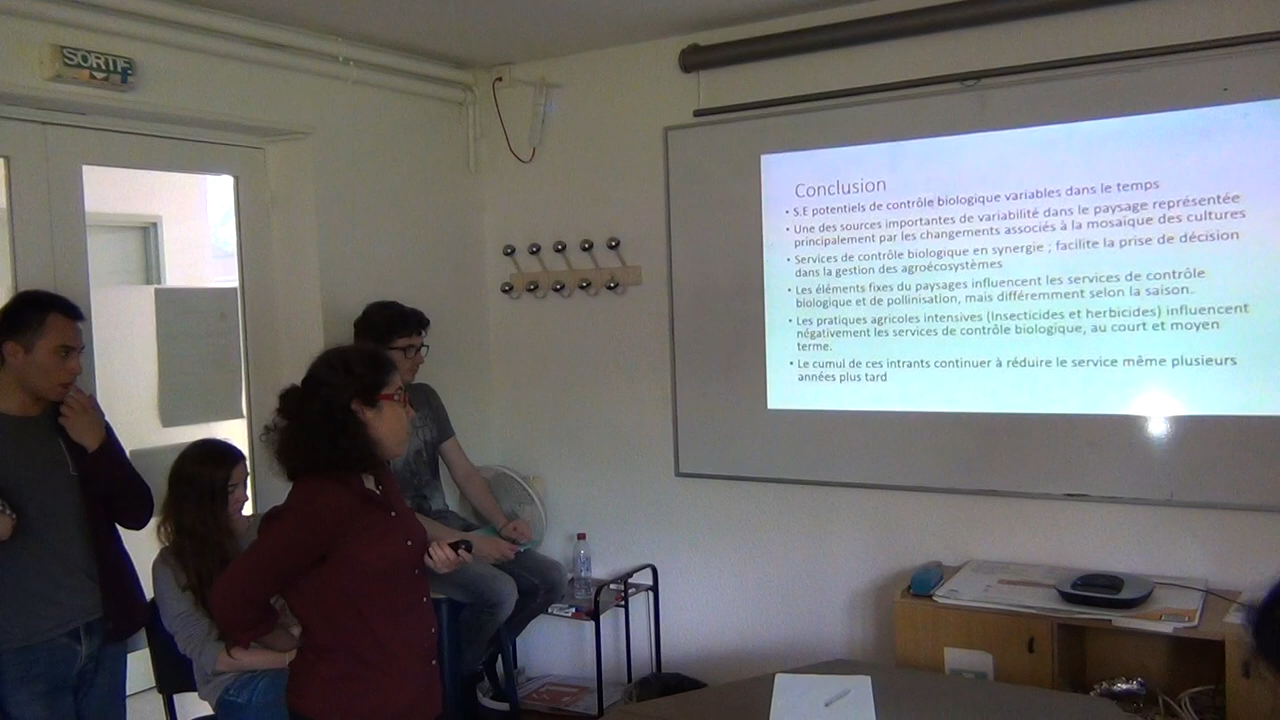 SORTIE
Conclusion
• S.E potentiels de contrôle biologique variables dans le temps
• Une des sources importantes de variabilité dans le paysage représentée
principalement par les changements associés à la mosaïque des cultures
• Services de contrôle biologique en synergie ; facilite la prise de décision
dans la gestion des agroécosystèmes
• Les éléments fixes du paysages influencent les services de contrôle
biologique et de pollinisation, mais différemment selon la saison.
• Les pratiques agricoles intensives (Insecticides et herbicides) influencent
négativement les services de contrôle biologique, au court et moyen
terme.
• Le cumul de ces intrants continuer à réduire le service même plusieurs
années plus tard